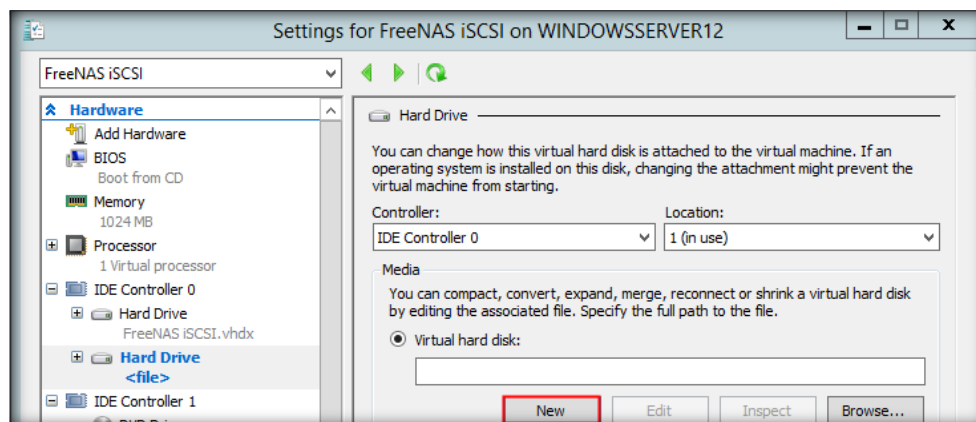 Settings for FreeNAS iSCSI on WINDOWSSERVER12
FreeNAS iSCSI
Hardware
Add Hardware
BIOS
Boot from CD
Memory
1024 MB
Processor
1 Virtual processor
IDE Controller 0
Hard Drive
FreeNAS iSCSI.vhdx
Hard Drive
<file>
IDE Controller 1
Hard Drive
You can change how this virtual hard disk is attached to the virtual machine. If an
operating system is installed on this disk, changing the attachment might prevent the
virtual machine from starting.
Controller:
Location:
IDE Controller 0
1 (in use)
Media
You can compact, convert, expand, merge, reconnect or shrink a virtual hard disk
by editing the associated file. Specify the full path to the file.
Virtual hard disk:
New
Edit
Inspect
Browse...